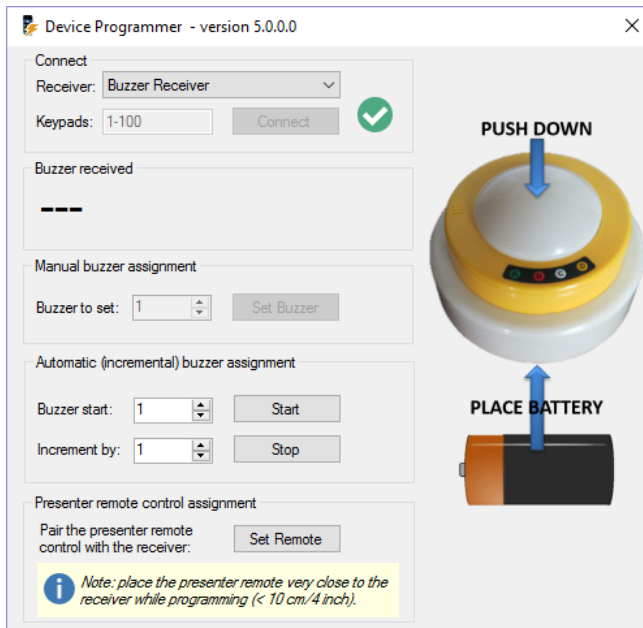 Device Programmer - version 5.0.0.0
Connect
Receiver: Buzzer Receiver
Keypads: 1-100 Connect
Buzzer received
---
Manual buzzer assignment
Buzzer to set: 1 Set Buzzer
Automatic (incremental) buzzer assignment
Buzzer start: 1 Start
Increment by: 1 Stop
Presenter remote control assignment
Pair the presenter remote
control with the receiver: Set Remote
Note: place the presenter remote very close to the
receiver while programming (< 10 cm/4 inch).
PUSH DOWN
A B C D
PLACE BATTERY